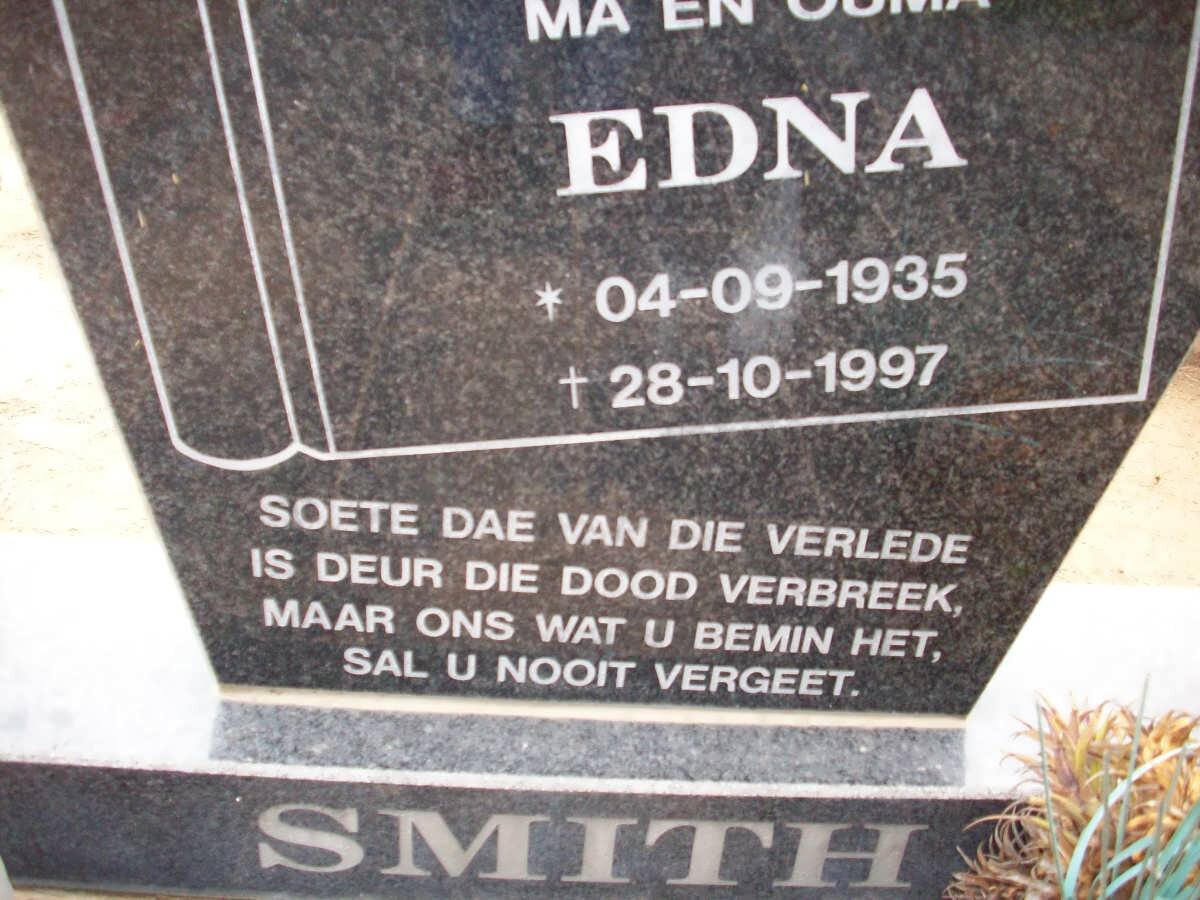 MA EN OUMA
EDNA
* 04-09-1935
† 28-10-1997
SOETE DAE VAN DIE VERLEDE
IS DEUR DIE DOOD VERBREEK,
MAAR ONS WAT U BEMIN HET,
SAL U NOOIT VERGEET.
SMITH